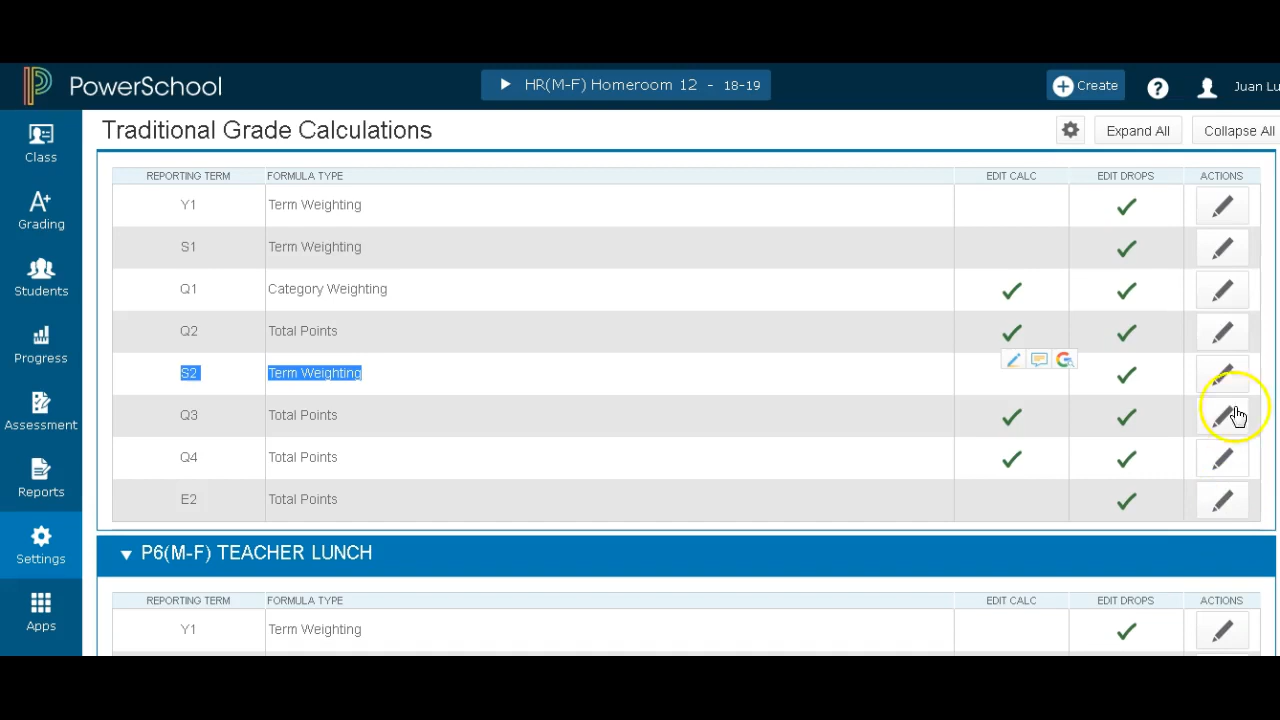 PowerSchool
HR(M-F) Homeroom 12 - 18-19
Create
?
Juan Lu
Class
A+
Grading
Students
Progress
Assessment
Reports
Settings
Apps
Traditional Grade Calculations
Expand All
Collapse All
REPORTING TERM FORMULA TYPE EDIT CALC EDIT DROPS ACTIONS
Y1 Term Weighting
S1 Term Weighting
Q1 Category Weighting
Q2 Total Points
S2 Term Weighting
Q3 Total Points
Q4 Total Points
E2 Total Points
P6(M-F) TEACHER LUNCH
REPORTING TERM FORMULA TYPE EDIT CALC EDIT DROPS ACTIONS
Y1 Term Weighting